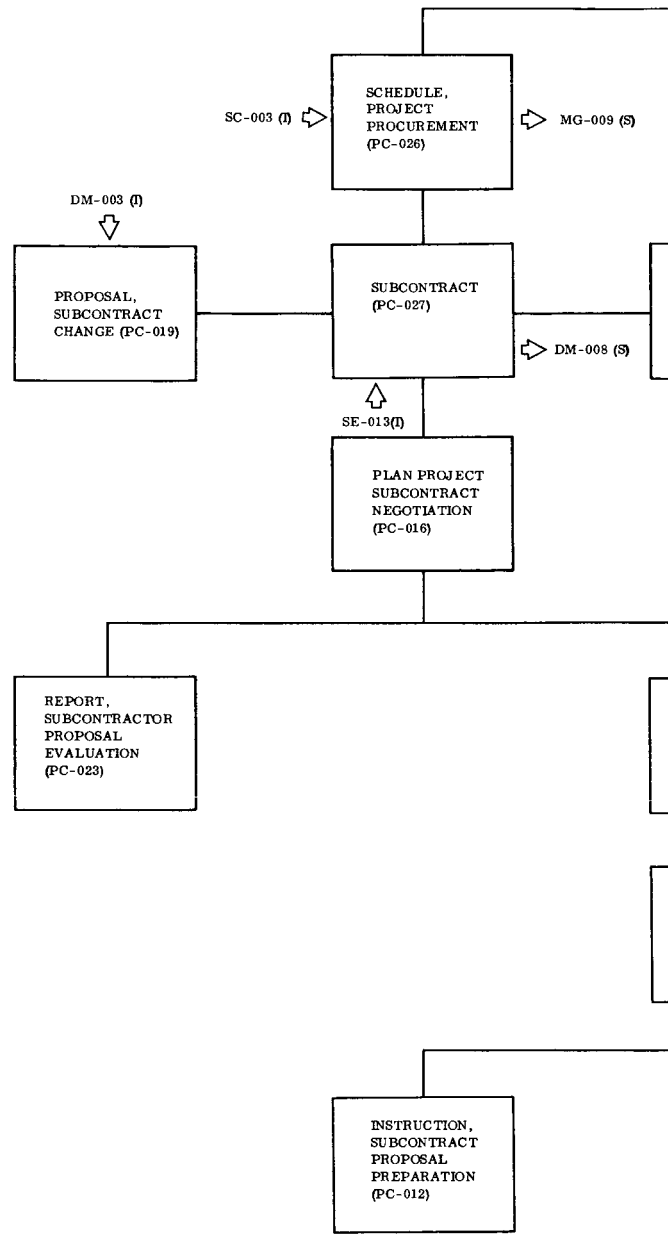 SCHEDULE,
PROJECT
PROCUREMENT
(PC-026)
SC-003 (I)
MG-009 (S)
DM-003 (I)
PROPOSAL,
SUBCONTRACT
CHANGE (PC-019)
SUBCONTRACT
(PC-027)
DM-008 (S)
SE-013(I)
PLAN PROJECT
SUBCONTRACT
NEGOTIATION
(PC-016)
REPORT,
SUBCONTRACTOR
PROPOSAL
EVALUATION
(PC-023)
INSTRUCTION,
SUBCONTRACT
PROPOSAL
PREPARATION
(PC-012)